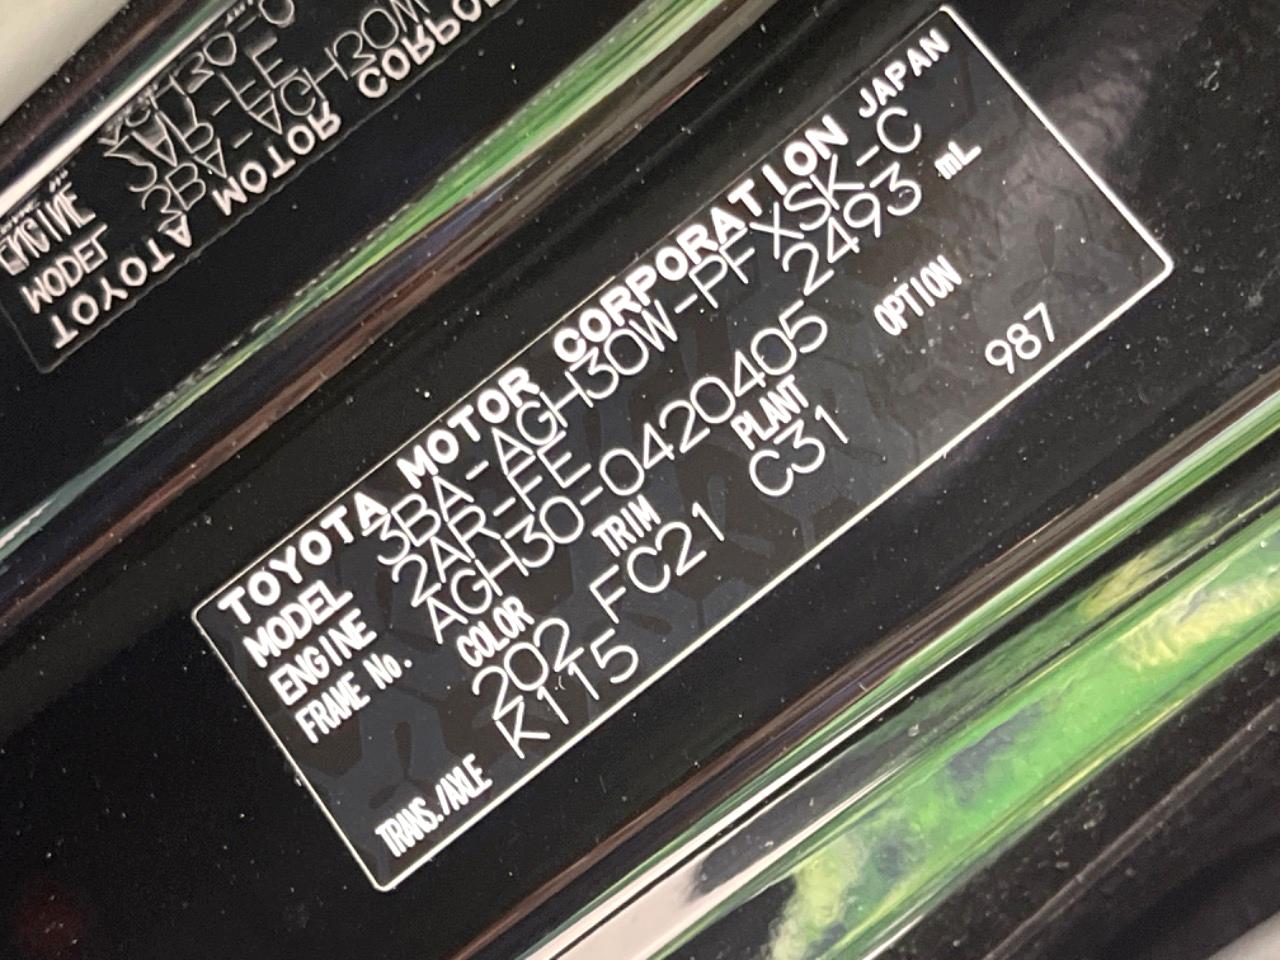 TOYOTA MOTOR CORPORATION JAPAN
MODEL 3BA-AGH30W-PFXSK-C
ENGINE 2AR-FE 2493 mL
FRAME No. AGH30-0420405
COLOR TRIM PLANT OPTION
202 FC21 C31 987
TRANS./AXLE K115
TOYOTA MOTOR CORPO
MODEL 3BA-AGH30W
ENGINE 2AR-FE